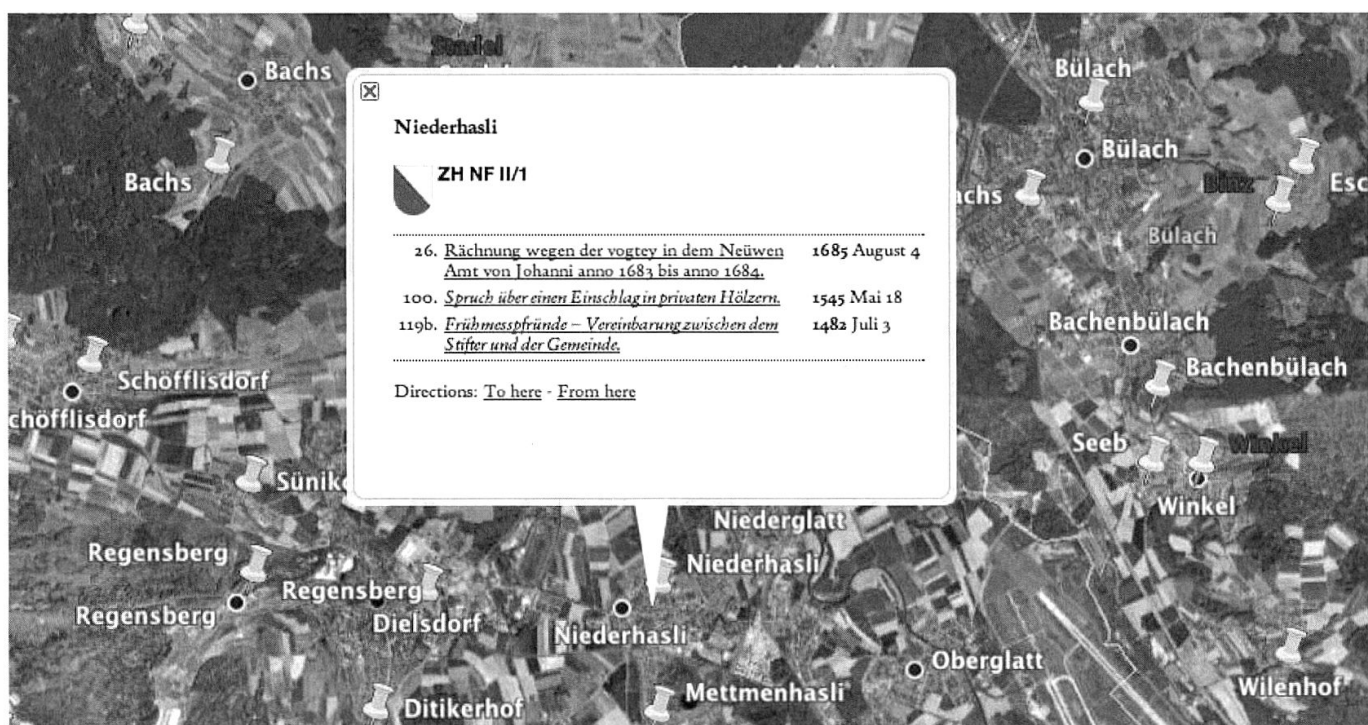 Stadel
Bachs
Bülach
Bachs
Bülach
Binz
Esc
achs
Bülach
Niederhasli
ZH NF II/1
26. Rächnung wegen der vogtey in dem Neüwen 1685 August 4
Amt von Johanni anno 1683 bis anno 1684.
100. Spruch über einen Einschlag in privaten Hölzern. 1545 Mai 18
119b. Frühmesspfründe – Vereinbarung zwischen dem 1482 Juli 3
Stifter und der Gemeinde.
Directions: To here - From here
Bachenbülach
Bachenbülach
Schöfflisdorf
chöfflisdorf
Seeb
Winkel
Sünik
Winkel
Niederglatt
Regensberg
Niederhasli
Regensberg
Regensberg
Dielsdorf
Niederhasli
Oberglatt
Wilenhof
Mettmenhasli
Ditikerhof